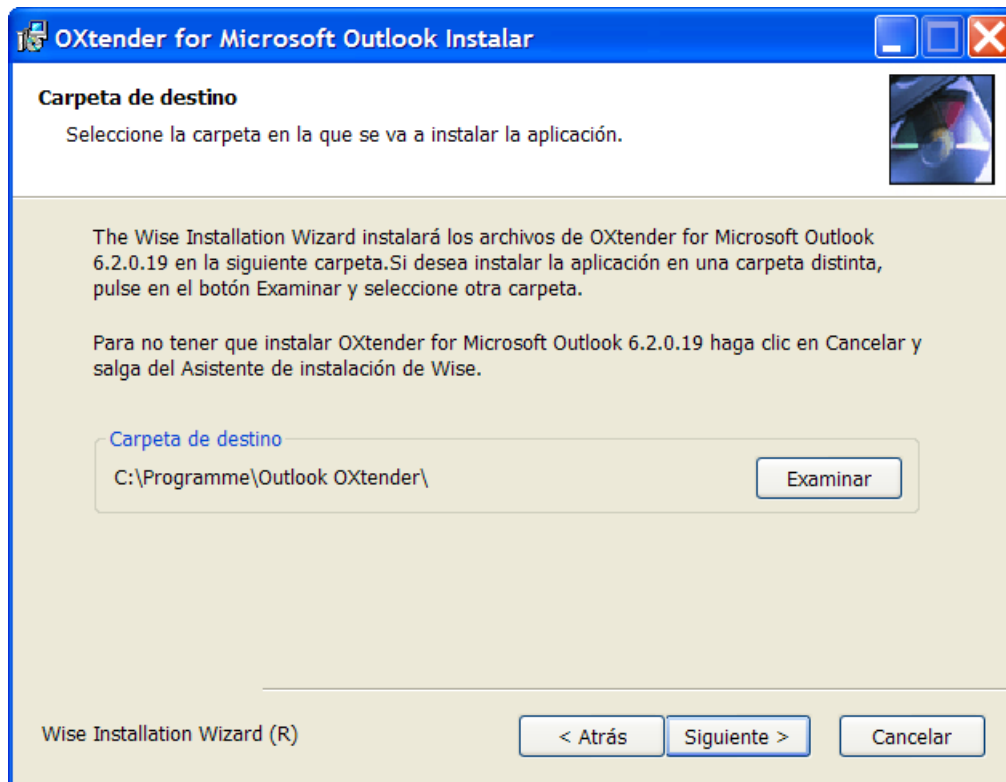 OXtender for Microsoft Outlook Instalar
Carpeta de destino
Seleccione la carpeta en la que se va a instalar la aplicación.
The Wise Installation Wizard instalará los archivos de OXtender for Microsoft Outlook
6.2.0.19 en la siguiente carpeta.Si desea instalar la aplicación en una carpeta distinta,
pulse en el botón Examinar y seleccione otra carpeta.
Para no tener que instalar OXtender for Microsoft Outlook 6.2.0.19 haga clic en Cancelar y
salga del Asistente de instalación de Wise.
Carpeta de destino
C:\Programme\Outlook OXtender\
Examinar
Wise Installation Wizard (R)
< Atrás
Siguiente >
Cancelar